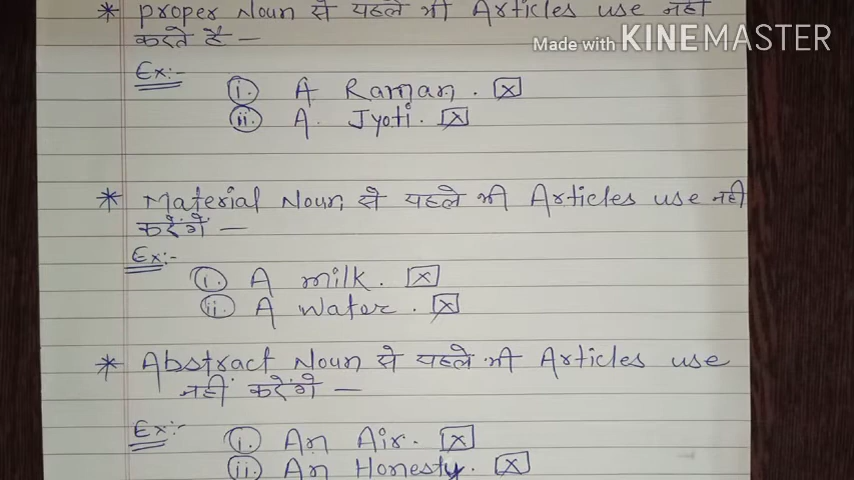 * Proper Noun से पहले भी Articles use नहीं
करते हैं —
Made with KINEMASTER
Ex:-
i. A Raman. [x]
ii. A. Jyoti. [x]
* Material Noun से पहले भी Articles use नही
करेंगें —
Ex:-
i. A milk. [x]
ii. A water. [x]
* Abstract Noun से पहले भी Articles use
नहीं करेंगे —
Ex:-
i. An Air. [x]
ii. An Honesty. [x]